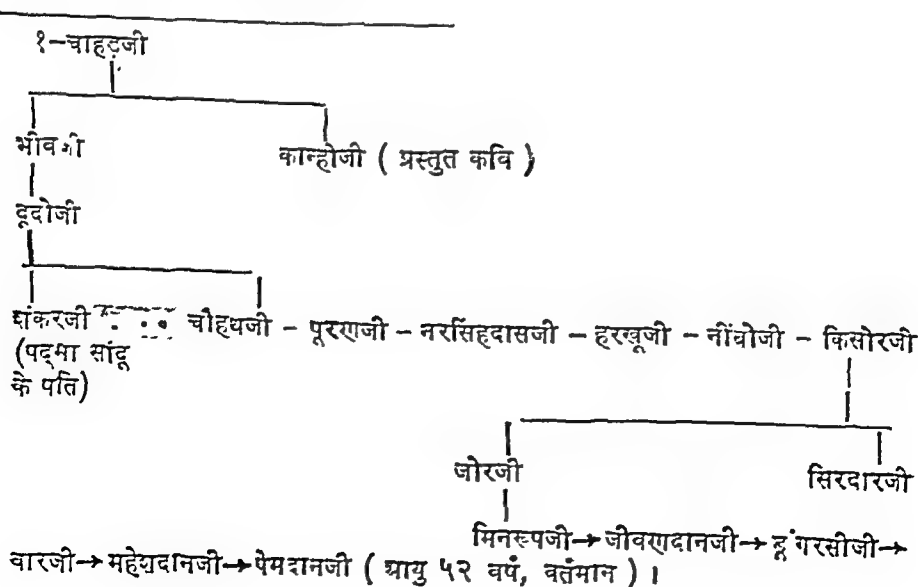 १-चाहड़जी
भीवजी
कान्होजी ( प्रस्तुत कवि )
दूदोजी
शंकरजी चोहथजी - पूरणजी - नरसिंहदासजी - हरखूजी - नींवोजी - किसोरजी
(पद्मा सांदू
के पति)
जोरजी
सिरदारजी
मिनरूपजी→जीवणदानजी→डूंगरसीजी→
वारजी→महेशदानजी→पेमदानजी ( आयु ५२ वर्ष, वर्तमान ) ।